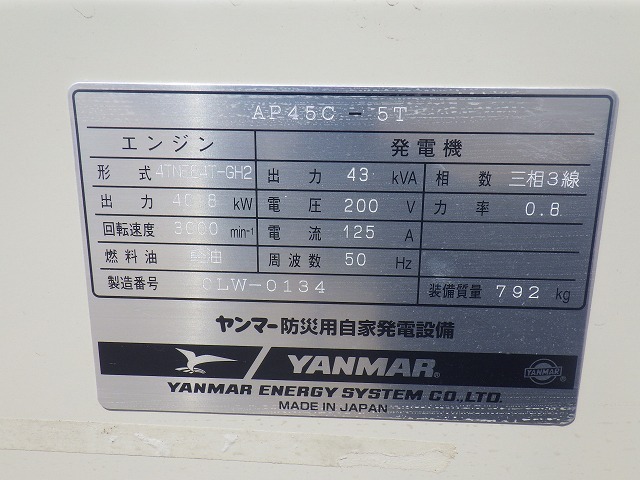 AP45C - 5T
エンジン 発電機
形式 出力 43 kVA 相数 三相3線
出力 kW 電圧 200 V 力率 0.8
回転速度 3000 min-1 電流 125 A
燃料油 軽油 周波数 50 Hz
製造番号 装備質量 792 kg
ヤンマー防災用自家発電設備
YANMAR® YANMAR
YANMAR ENERGY SYSTEM CO.,LTD.
MADE IN JAPAN